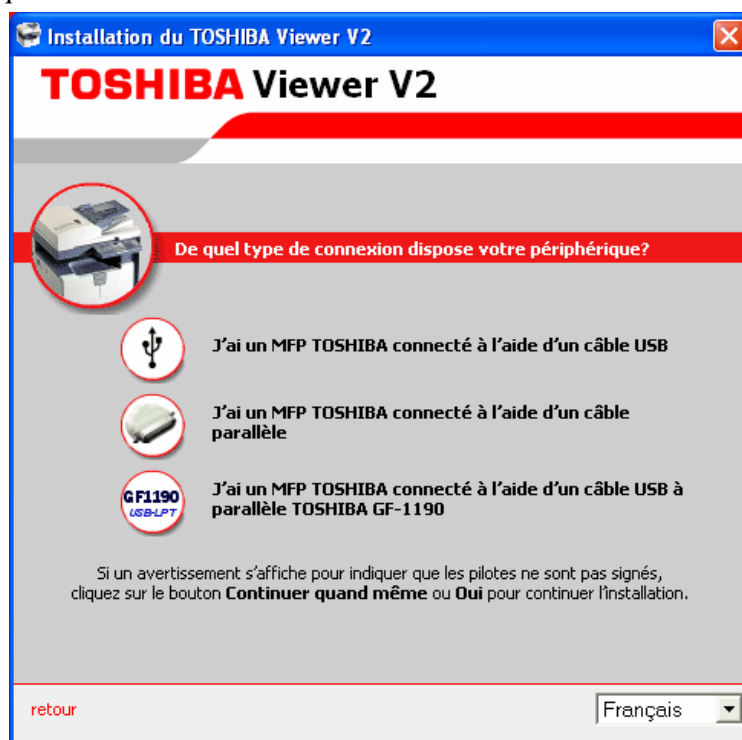 Installation du TOSHIBA Viewer V2
TOSHIBA Viewer V2
De quel type de connexion dispose votre périphérique?
J'ai un MFP TOSHIBA connecté à l'aide d'un câble USB
J'ai un MFP TOSHIBA connecté à l'aide d'un câble
parallèle
GF1190
USB-LPT
J'ai un MFP TOSHIBA connecté à l'aide d'un câble USB à
parallèle TOSHIBA GF-1190
Si un avertissement s'affiche pour indiquer que les pilotes ne sont pas signés,
cliquez sur le bouton Continuer quand même ou Oui pour continuer l'installation.
retour
Français